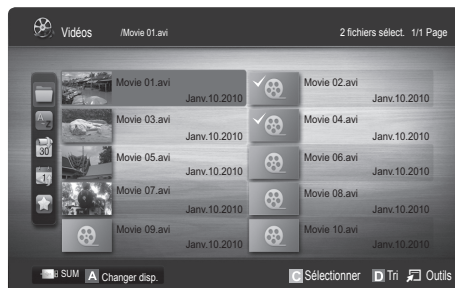 Vidéos /Movie 01.avi 2 fichiers sélect. 1/1 Page
Movie 01.avi
Janv.10.2010
Movie 02.avi
Janv.10.2010
Movie 03.avi
Janv.10.2010
Movie 04.avi
Janv.10.2010
Movie 05.avi
Janv.10.2010
Movie 06.avi
Janv.10.2010
Movie 07.avi
Janv.10.2010
Movie 08.avi
Janv.10.2010
Movie 09.avi
Janv.10.2010
Movie 10.avi
Janv.10.2010
30
1
SUM A Changer disp. C Sélectionner D Tri Outils